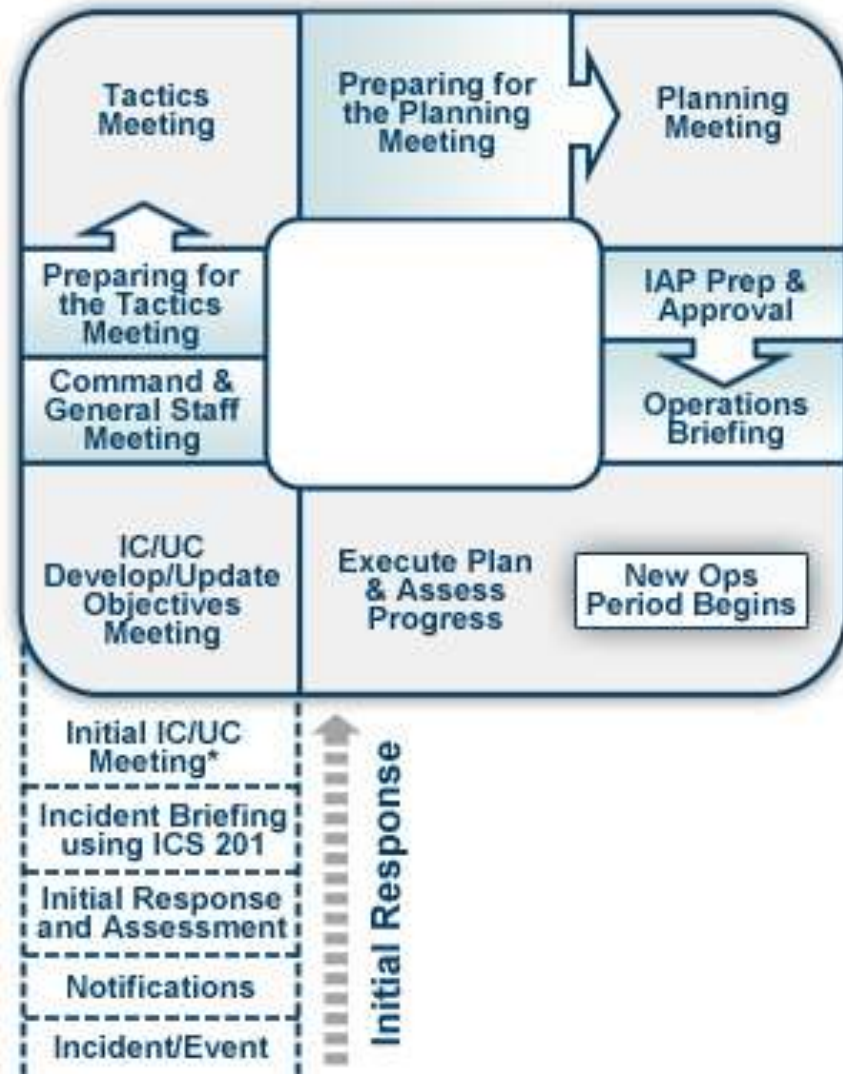 Tactics
Meeting
Preparing for
the Planning
Meeting
Planning
Meeting
Preparing for
the Tactics
Meeting
IAP Prep &
Approval
Command &
General Staff
Meeting
Operations
Briefing
IC/UC
Develop/Update
Objectives
Meeting
Execute Plan
& Assess
Progress
New Ops
Period Begins
Initial IC/UC
Meeting*
Incident Briefing
using ICS 201
Initial Response
and Assessment
Notifications
Incident/Event
Initial Response